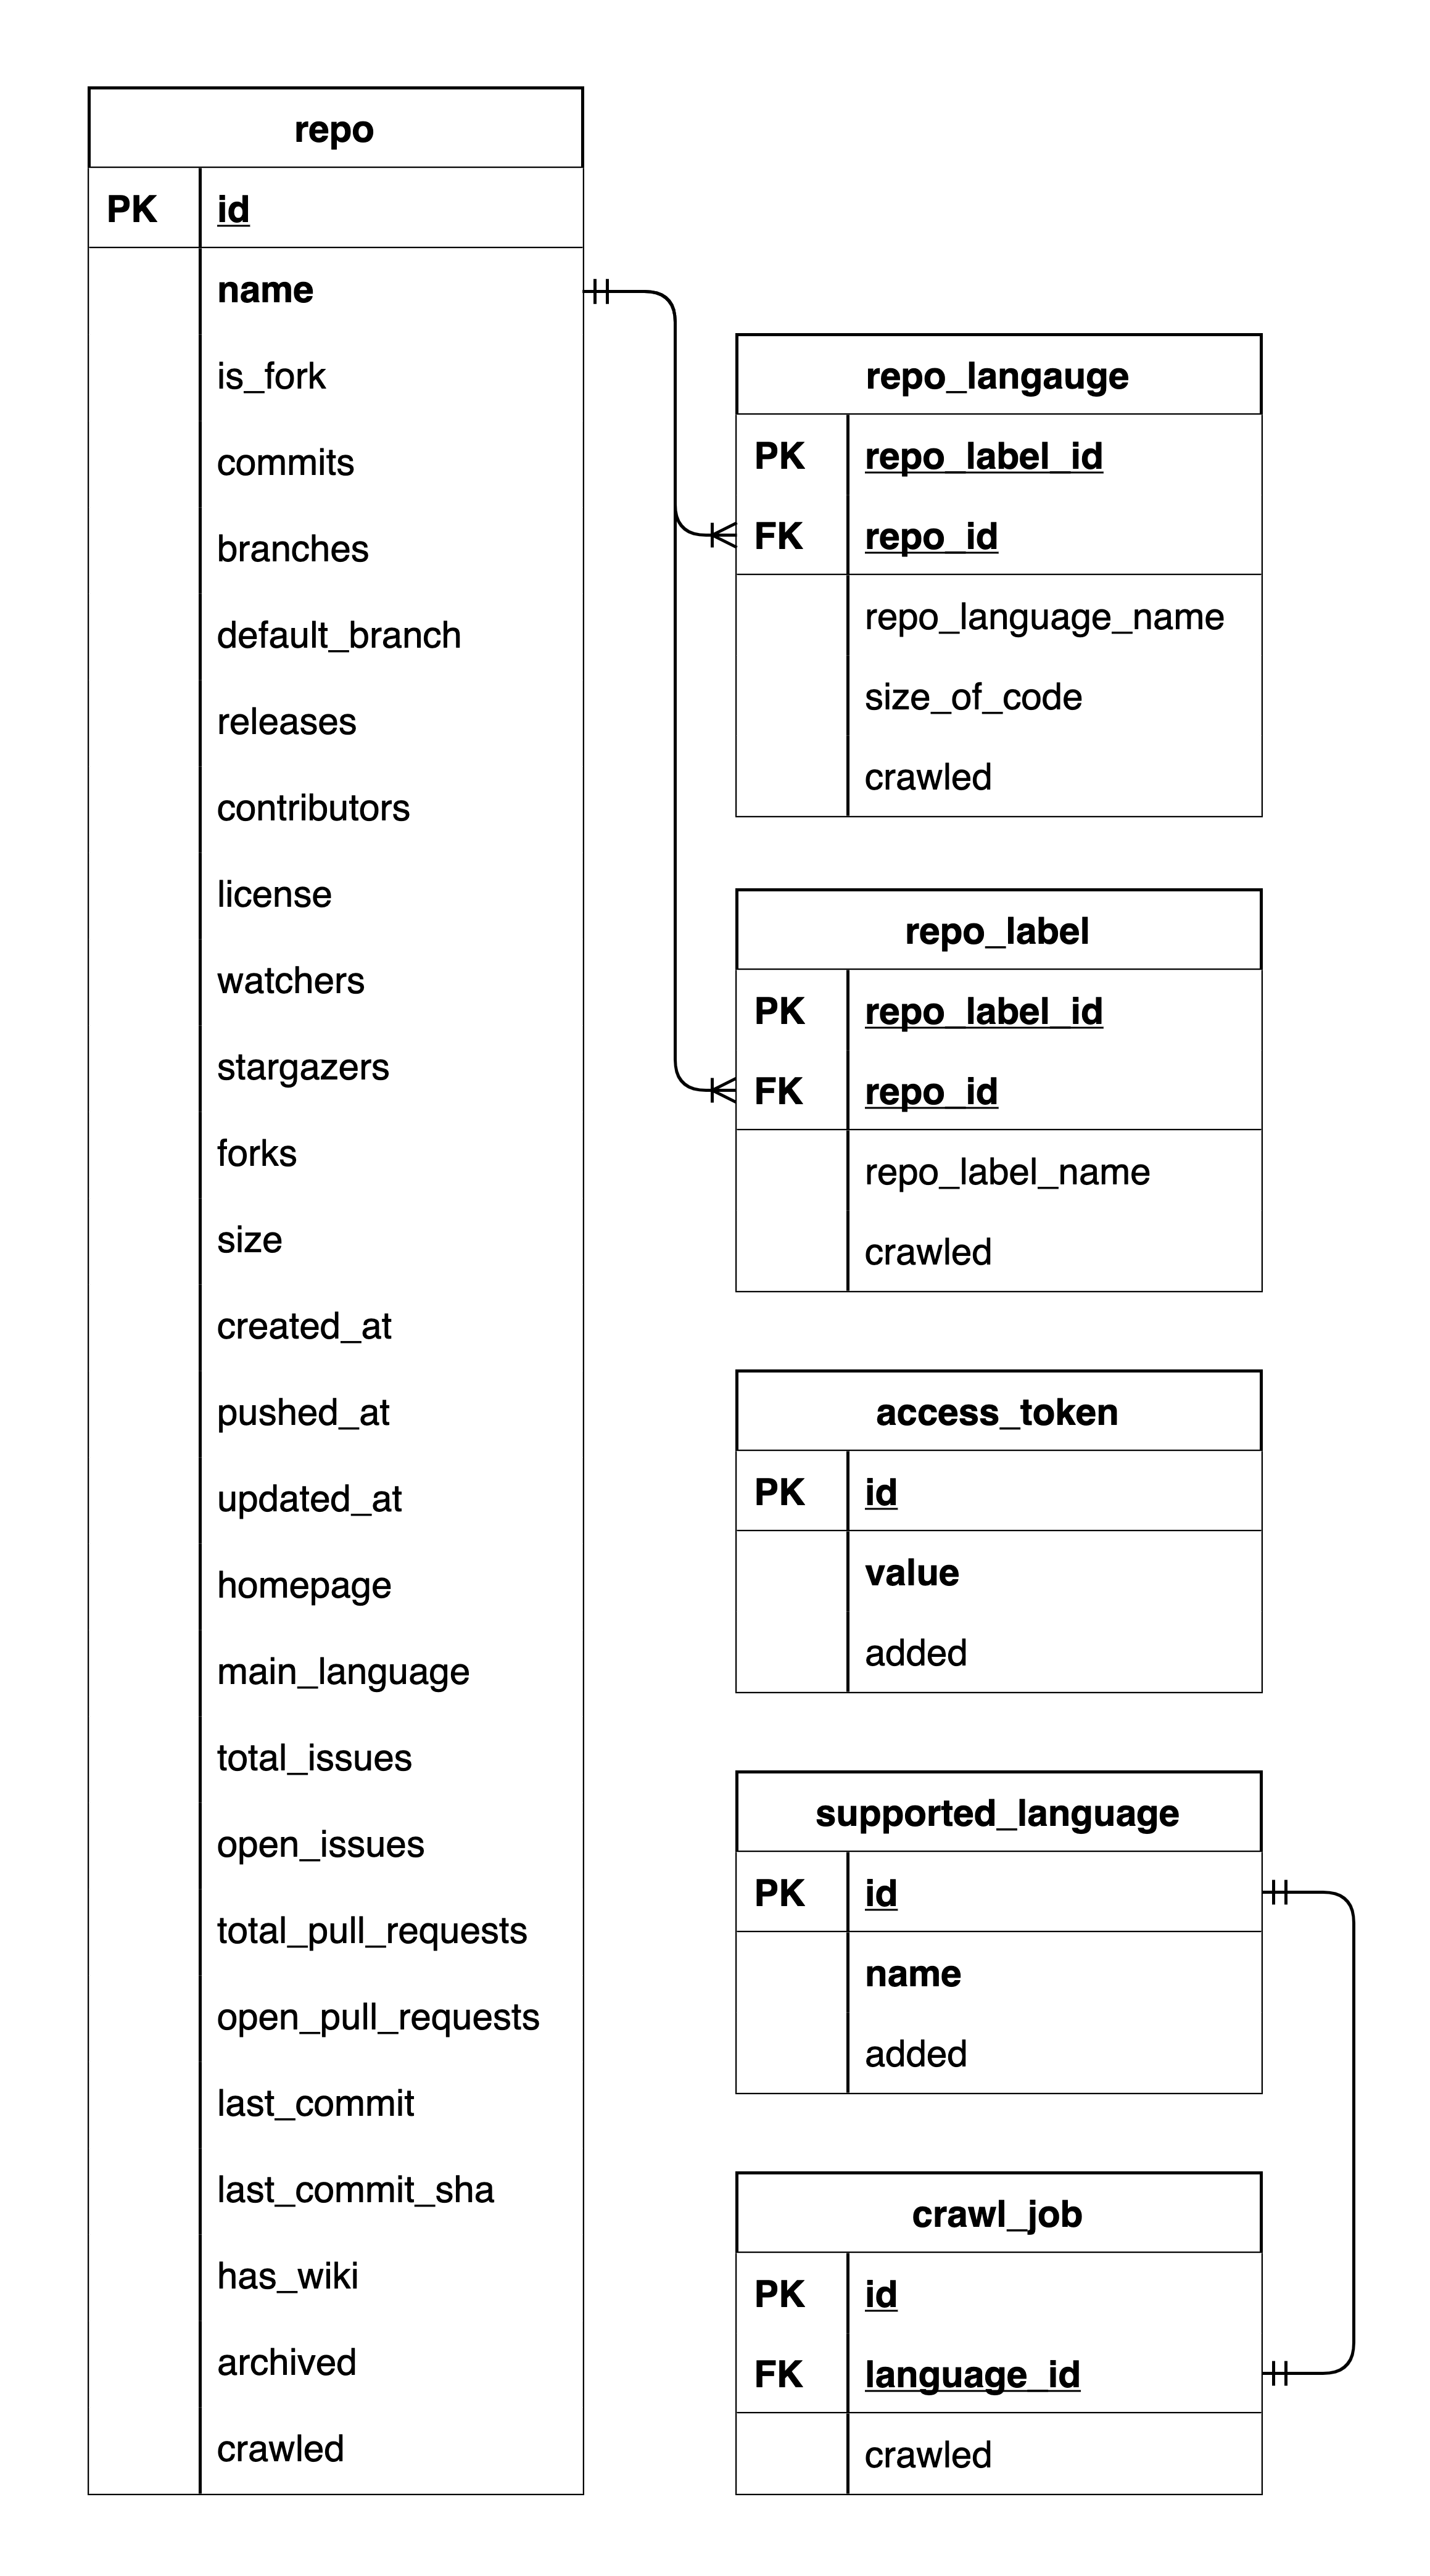 repo
PK id
name
is_fork
commits
branches
default_branch
releases
contributors
license
watchers
stargazers
forks
size
created_at
pushed_at
updated_at
homepage
main_language
total_issues
open_issues
total_pull_requests
open_pull_requests
last_commit
last_commit_sha
has_wiki
archived
crawled
repo_langauge
PK repo_label_id
FK repo_id
repo_language_name
size_of_code
crawled
repo_label
PK repo_label_id
FK repo_id
repo_label_name
crawled
access_token
PK id
value
added
supported_language
PK id
name
added
crawl_job
PK id
FK language_id
crawled